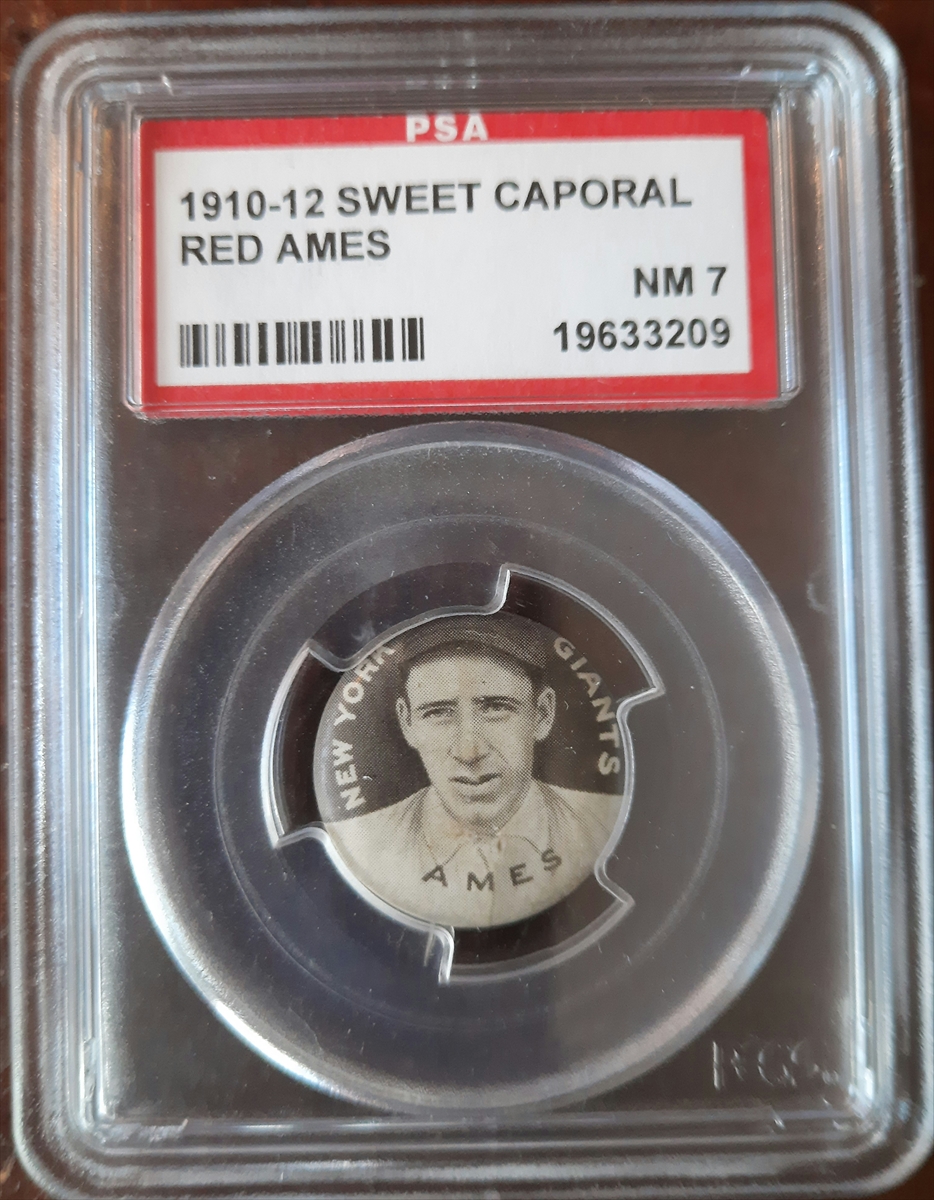 PSA
1910-12 SWEET CAPORAL
RED AMES
NM 7
19633209
NEW YORK GIANTS
AMES